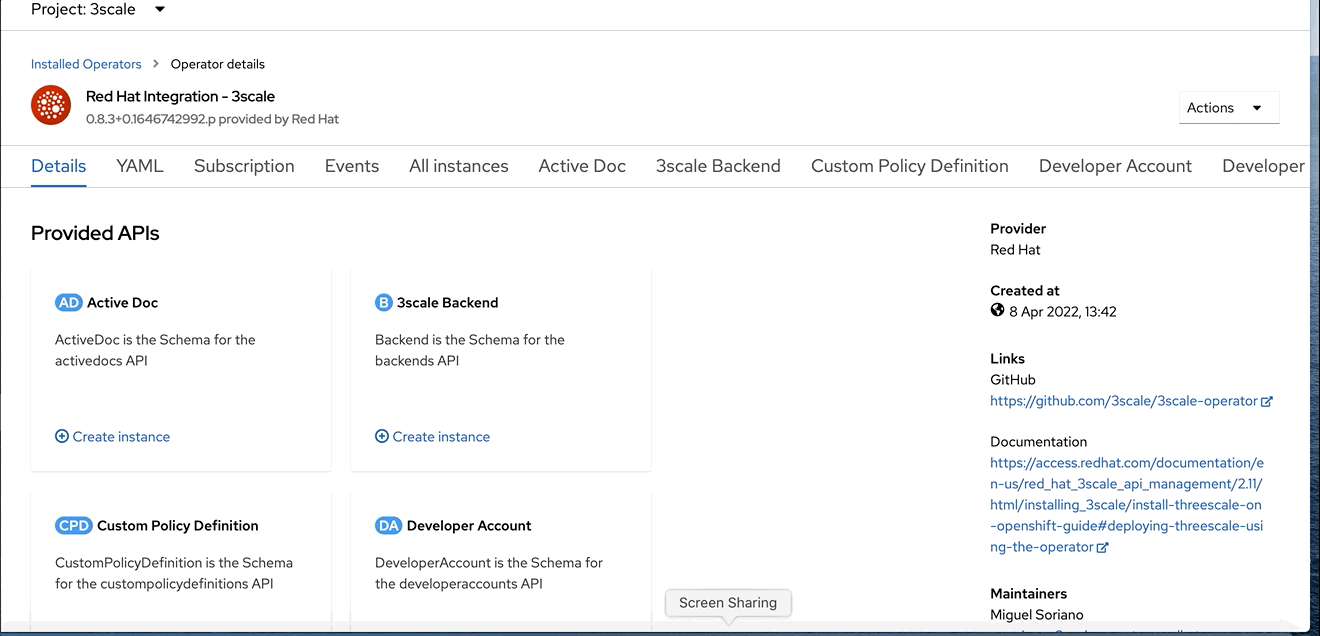 Project: 3scale
Installed Operators > Operator details
Red Hat Integration - 3scale
0.8.3+0.1646742992.p provided by Red Hat
Actions
Details YAML Subscription Events All instances Active Doc 3scale Backend Custom Policy Definition Developer Account Developer
Provided APIs
AD Active Doc
ActiveDoc is the Schema for the
activedocs API
Create instance
B 3scale Backend
Backend is the Schema for the
backends API
Create instance
CPD Custom Policy Definition
CustomPolicyDefinition is the Schema
for the custompolicydefinitions API
DA Developer Account
DeveloperAccount is the Schema for
the developeraccounts API
Provider
Red Hat
Created at
8 Apr 2022, 13:42
Links
GitHub
https://github.com/3scale/3scale-operator
Documentation
https://access.redhat.com/documentation/e
n-us/red_hat_3scale_api_management/2.11/
html/installing_3scale/install-threescale-on
-openshift-guide#deploying-threescale-usi
ng-the-operator
Maintainers
Miguel Soriano
Screen Sharing